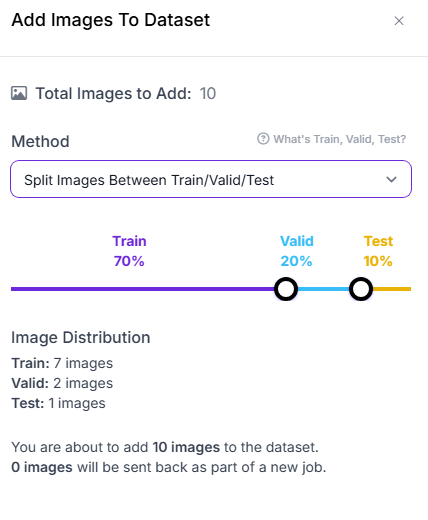 Add Images To Dataset
Total Images to Add: 10
Method
What's Train, Valid, Test?
Split Images Between Train/Valid/Test
Train Valid Test
70% 20% 10%
Image Distribution
Train: 7 images
Valid: 2 images
Test: 1 images
You are about to add 10 images to the dataset.
0 images will be sent back as part of a new job.